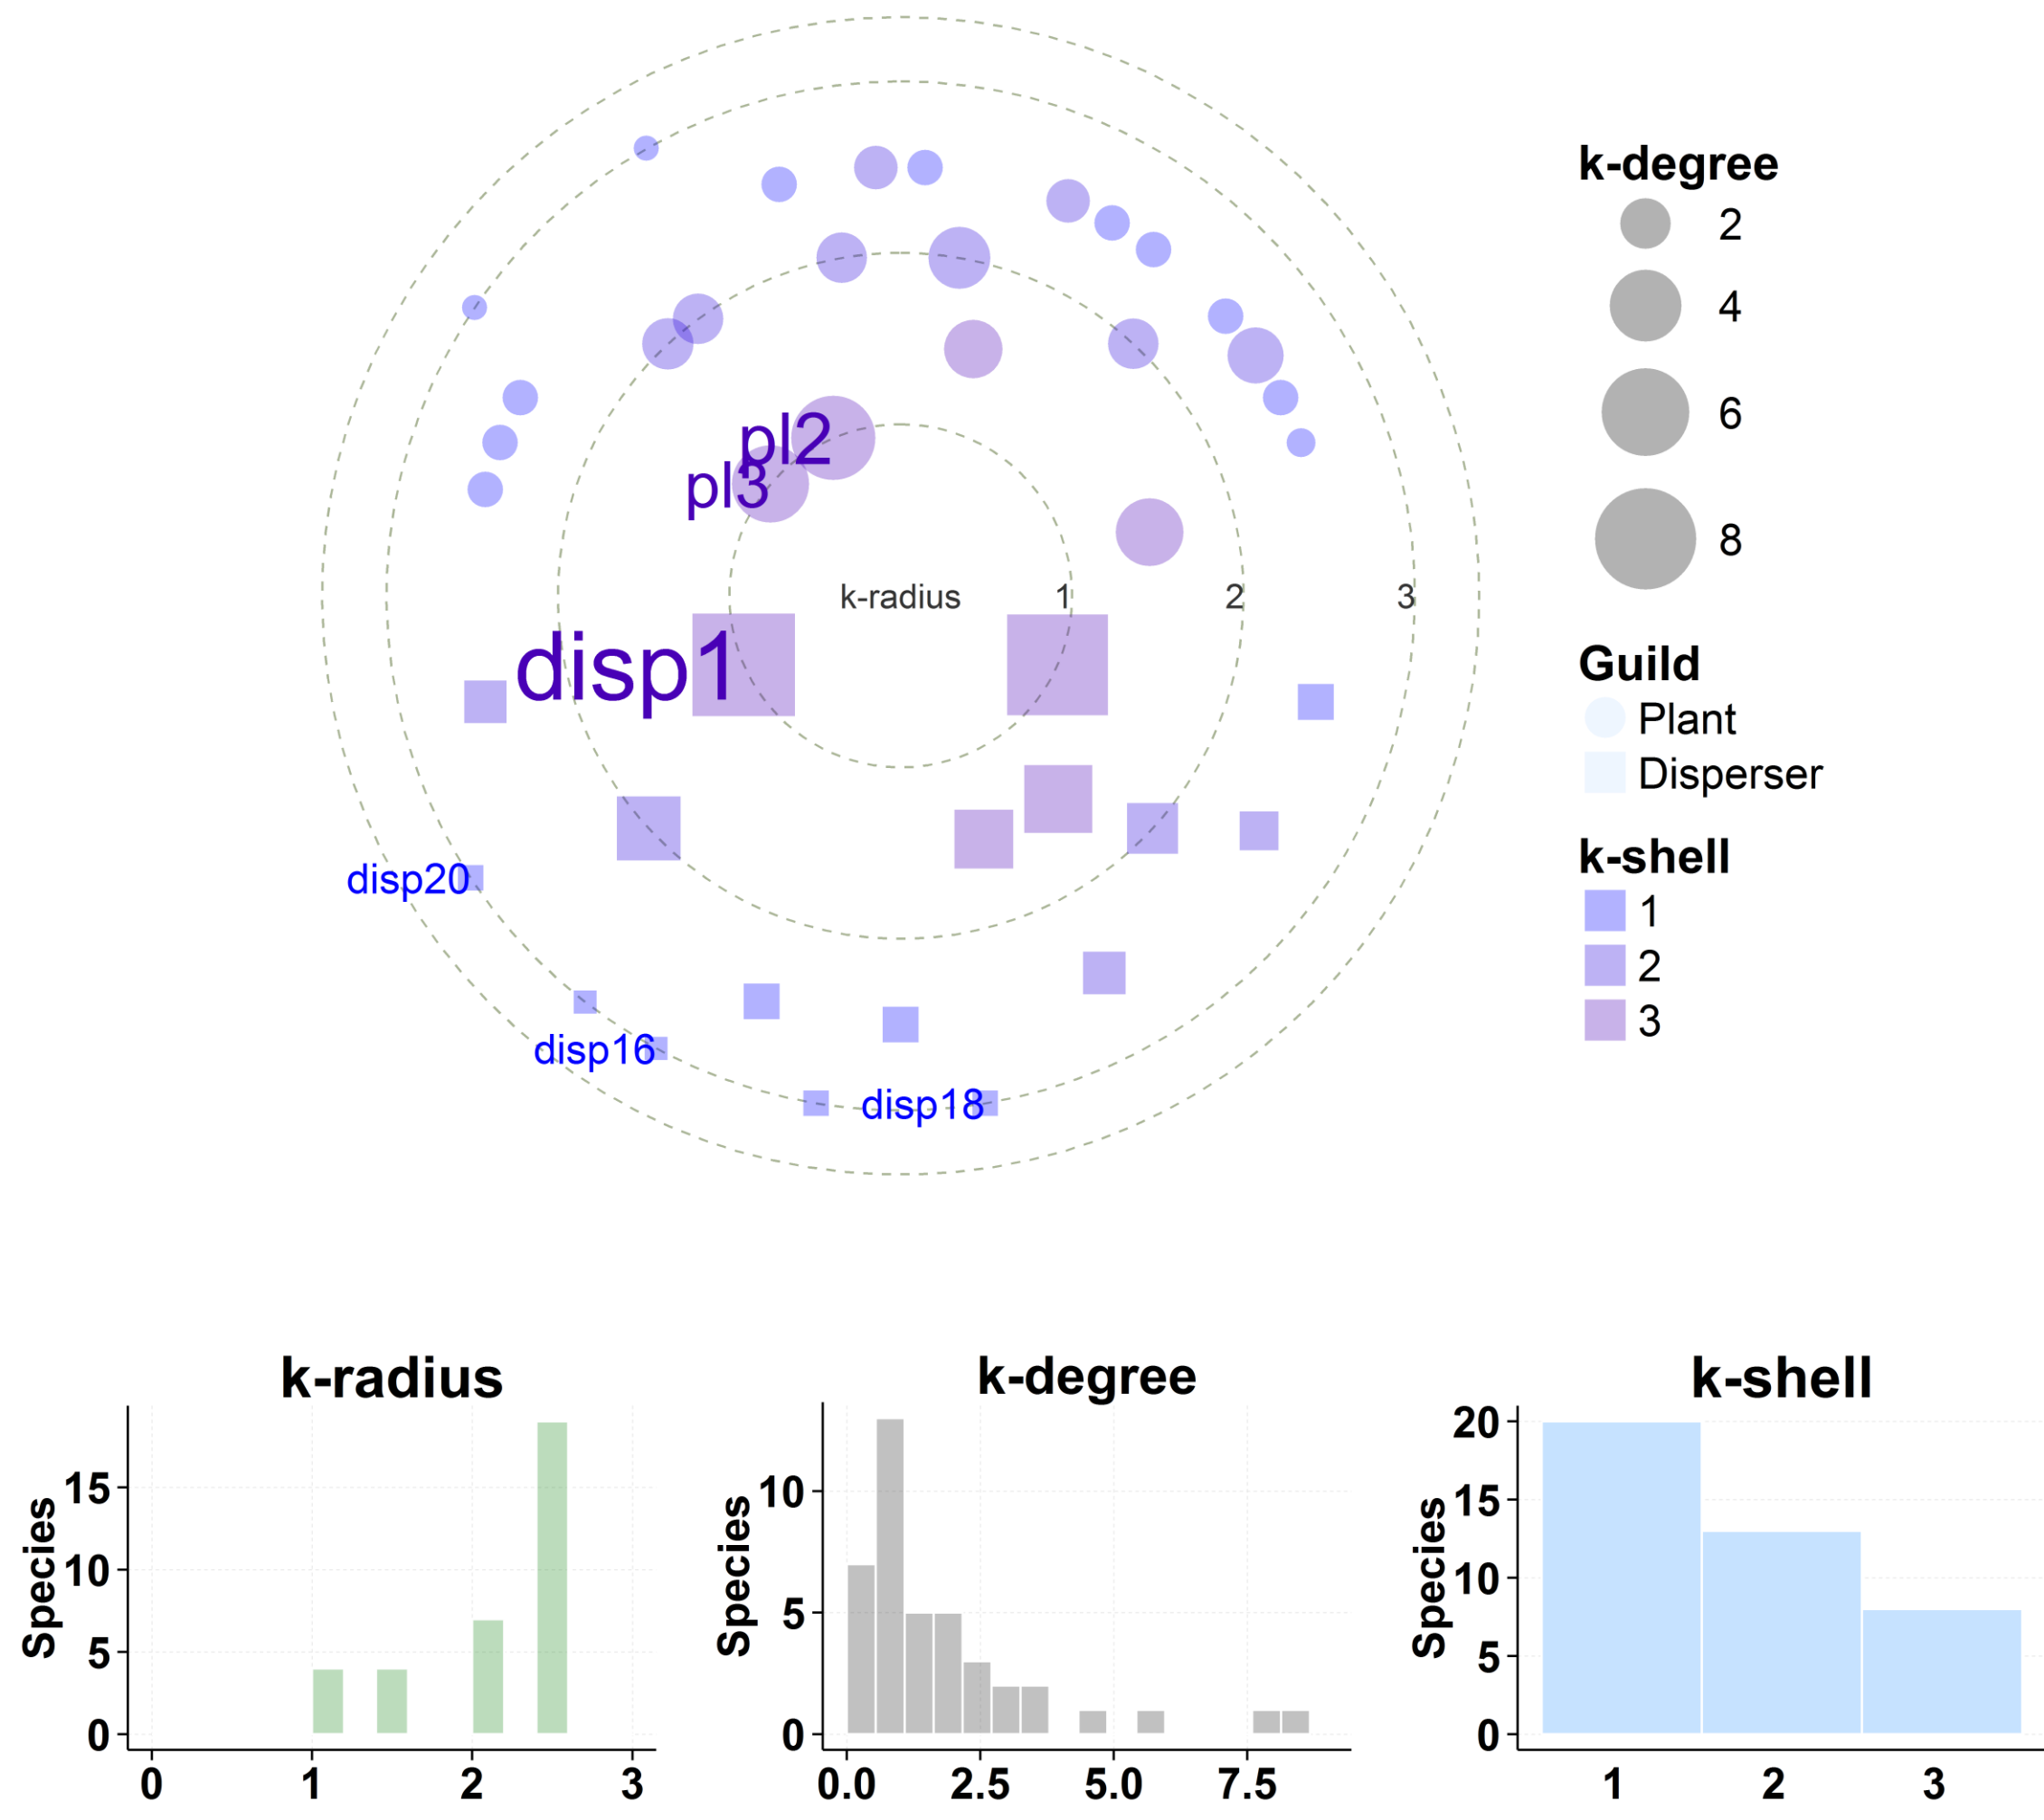 k-degree
2
4
6
8
pl2
pl3
k-radius 1 2 3
disp1
Guild
Plant
Disperser
k-shell
1
2
3
disp20
disp16
disp18
k-radius
Species
15
10
5
0
0 1 2 3
k-degree
Species
10
5
0
0.0 2.5 5.0 7.5
k-shell
Species
20
15
10
5
0
1 2 3